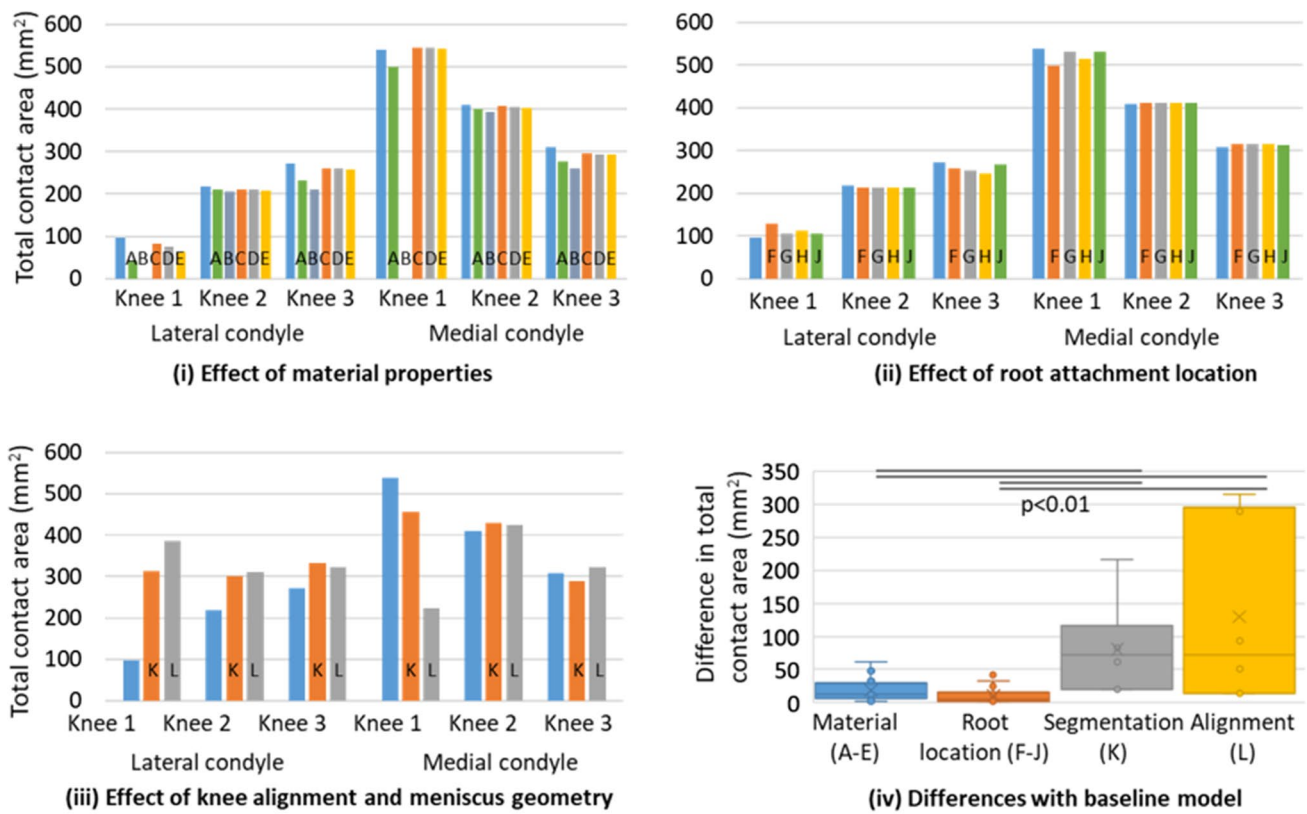 Total contact area (mm²)
600
500
400
300
200
100
0
ABCDE ABCDE ABCDE ABCDE ABCDE ABCDE
Knee 1 Knee 2 Knee 3 Knee 1 Knee 2 Knee 3
Lateral condyle Medial condyle
(i) Effect of material properties
Total contact area (mm²)
600
500
400
300
200
100
0
F G H J F G H J F G H J F G H J F G H J F G H J
Knee 1 Knee 2 Knee 3 Knee 1 Knee 2 Knee 3
Lateral condyle Medial condyle
(ii) Effect of root attachment location
Total contact area (mm²)
600
500
400
300
200
100
0
K L K L K L K L K L K L
Knee 1 Knee 2 Knee 3 Knee 1 Knee 2 Knee 3
Lateral condyle Medial condyle
(iii) Effect of knee alignment and meniscus geometry
Difference in total
contact area (mm²)
350
300
250
200
150
100
50
0
p<0.01
Material Root Segmentation Alignment
(A-E) location (F-J) (K) (L)
(iv) Differences with baseline model